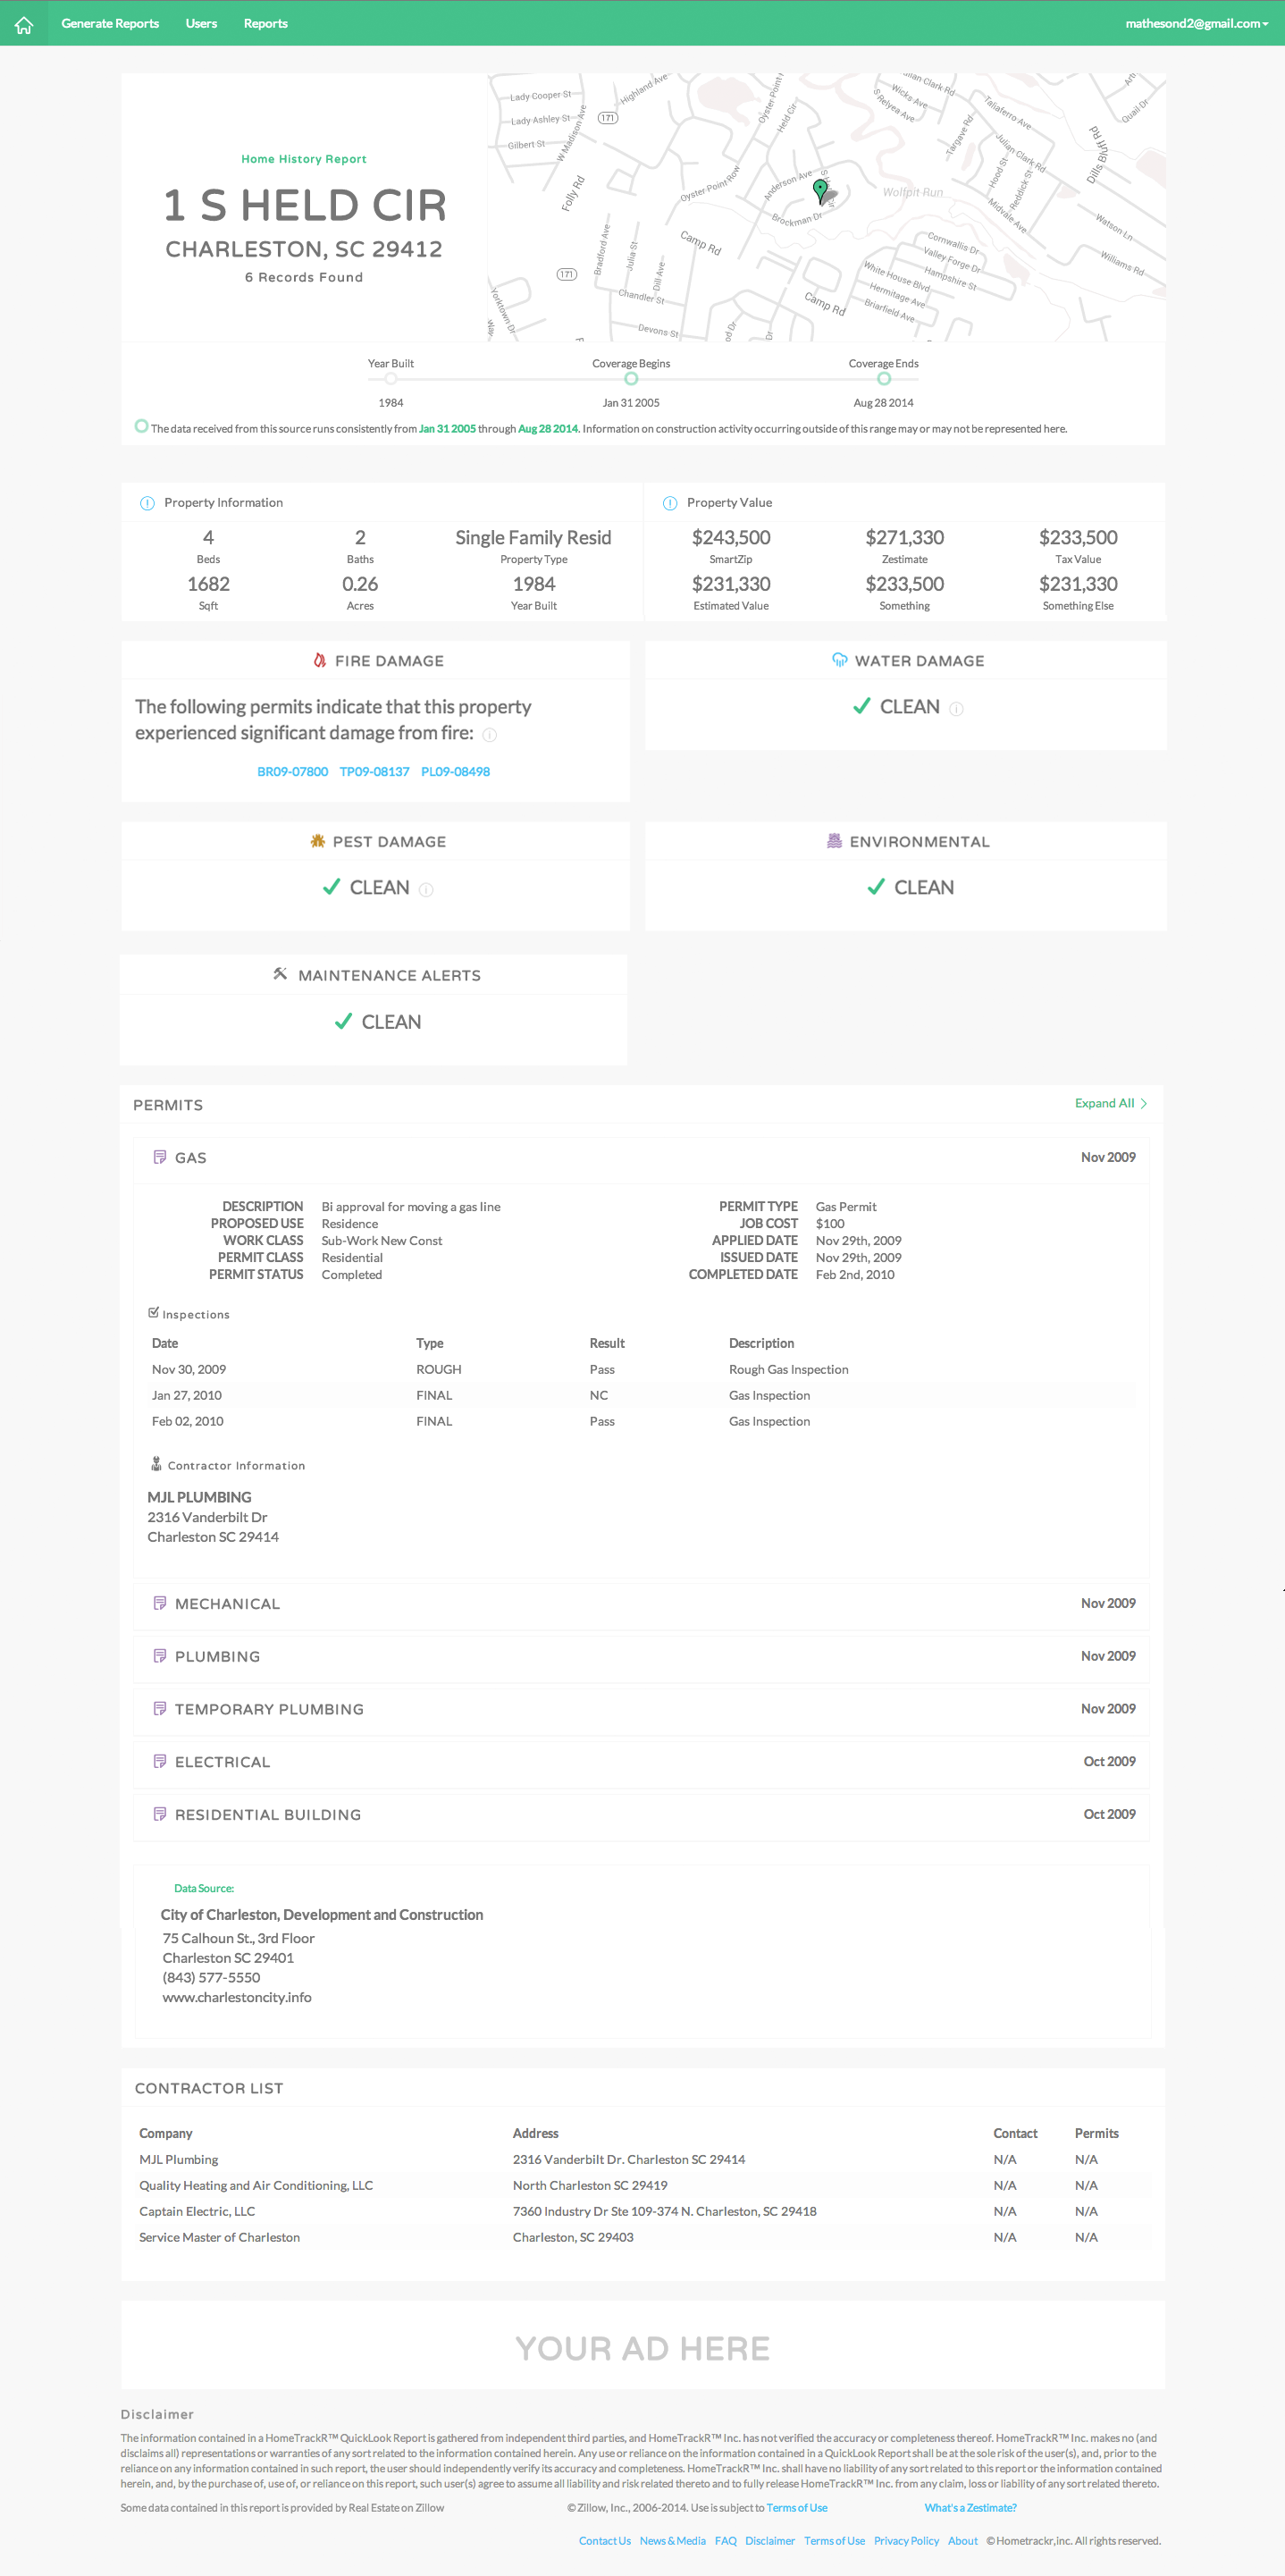 Generate Reports Users Reports mathesond2@gmail.com
Home History Report
1 S HELD CIR
CHARLESTON, SC 29412
6 Records Found
Lady Cooper St
Lady Ashley St
Gilbert St
W Madison Ave
Highland Ave
171
Folly Rd
Oyster Point Row
Held Cir
Anderson Ave
Brockman Dr
Camp Rd
Bradford Ave
Julia St
Dill Ave
171
Chandler St
Devons St
Yorktown Dr
Camp Rd
S Relyea Ave
Wicks Ave
Julian Clark Rd
Targave Rd
Taliaferro Ave
Julian Clark Rd
Hood St
Reddick St
Midvale Ave
Wolfpit Run
Dills Bluff Rd
Quail Dr
Watson Ln
Williams Rd
Cornwallis Dr
Valley Forge Dr
Hampshire St
White House Blvd
Hermitage Ave
Briarfield Ave
Year Built Coverage Begins Coverage Ends
1984 Jan 31 2005 Aug 28 2014
The data received from this source runs consistently from Jan 31 2005 through Aug 28 2014. Information on construction activity occurring outside of this range may or may not be represented here.
Property Information
4 2 Single Family Resid
Beds Baths Property Type
1682 0.26 1984
Sqft Acres Year Built
Property Value
$243,500 $271,330 $233,500
SmartZip Zestimate Tax Value
$231,330 $233,500 $231,330
Estimated Value Something Something Else
FIRE DAMAGE
The following permits indicate that this property
experienced significant damage from fire:
BR09-07800 TP09-08137 PL09-08498
WATER DAMAGE
CLEAN
PEST DAMAGE
CLEAN
ENVIRONMENTAL
CLEAN
MAINTENANCE ALERTS
CLEAN
PERMITS Expand All
GAS Nov 2009
DESCRIPTION Bi approval for moving a gas line PERMIT TYPE Gas Permit
PROPOSED USE Residence JOB COST $100
WORK CLASS Sub-Work New Const APPLIED DATE Nov 29th, 2009
PERMIT CLASS Residential ISSUED DATE Nov 29th, 2009
PERMIT STATUS Completed COMPLETED DATE Feb 2nd, 2010
Inspections
Date Type Result Description
Nov 30, 2009 ROUGH Pass Rough Gas Inspection
Jan 27, 2010 FINAL NC Gas Inspection
Feb 02, 2010 FINAL Pass Gas Inspection
Contractor Information
MJL PLUMBING
2316 Vanderbilt Dr
Charleston SC 29414
MECHANICAL Nov 2009
PLUMBING Nov 2009
TEMPORARY PLUMBING Nov 2009
ELECTRICAL Oct 2009
RESIDENTIAL BUILDING Oct 2009
Data Source:
City of Charleston, Development and Construction
75 Calhoun St., 3rd Floor
Charleston SC 29401
(843) 577-5550
www.charlestoncity.info
CONTRACTOR LIST
Company Address Contact Permits
MJL Plumbing 2316 Vanderbilt Dr. Charleston SC 29414 N/A N/A
Quality Heating and Air Conditioning, LLC North Charleston SC 29419 N/A N/A
Captain Electric, LLC 7360 Industry Dr Ste 109-374 N. Charleston, SC 29418 N/A N/A
Service Master of Charleston Charleston, SC 29403 N/A N/A
YOUR AD HERE
Disclaimer
The information contained in a HomeTrackR™ QuickLook Report is gathered from independent third parties, and HomeTrackR™ Inc. has not verified the accuracy or completeness thereof. HomeTrackR™ Inc. makes no (and
disclaims all) representations or warranties of any sort related to the information contained herein. Any use or reliance on the information contained in a QuickLook Report shall be at the sole risk of the user(s), and, prior to the
reliance on any information contained in such report, the user should independently verify its accuracy and completeness. HomeTrackR™ Inc. shall have no liability of any sort related to this report or the information contained
herein, and, by the purchase of, use of, or reliance on this report, such user(s) agree to assume all liability and risk related thereto and to fully release HomeTrackR™ Inc. from any claim, loss or liability of any sort related thereto.
Some data contained in this report is provided by Real Estate on Zillow © Zillow, Inc., 2006-2014. Use is subject to Terms of Use What's a Zestimate?
Contact Us News & Media FAQ Disclaimer Terms of Use Privacy Policy About © Hometrackr,inc. All rights reserved.